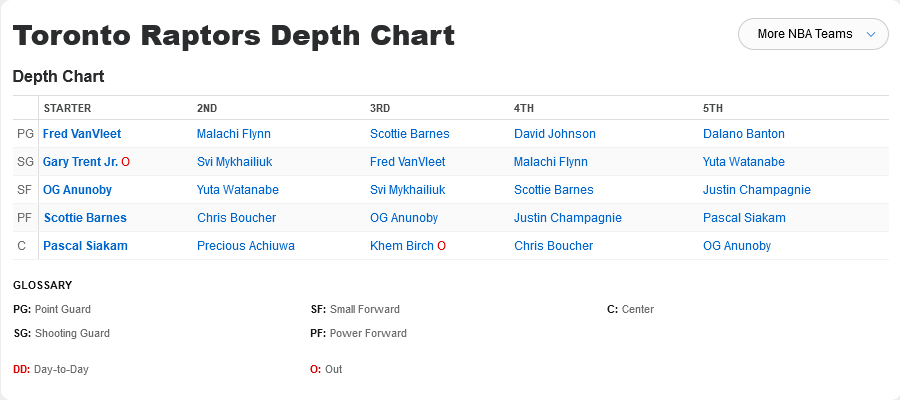 Toronto Raptors Depth Chart
More NBA Teams
Depth Chart
STARTER 2ND 3RD 4TH 5TH
PG Fred VanVleet Malachi Flynn Scottie Barnes David Johnson Dalano Banton
SG Gary Trent Jr. O Svi Mykhailiuk Fred VanVleet Malachi Flynn Yuta Watanabe
SF OG Anunoby Yuta Watanabe Svi Mykhailiuk Scottie Barnes Justin Champagnie
PF Scottie Barnes Chris Boucher OG Anunoby Justin Champagnie Pascal Siakam
C Pascal Siakam Precious Achiuwa Khem Birch O Chris Boucher OG Anunoby
GLOSSARY
PG: Point Guard SF: Small Forward C: Center
SG: Shooting Guard PF: Power Forward
DD: Day-to-Day O: Out